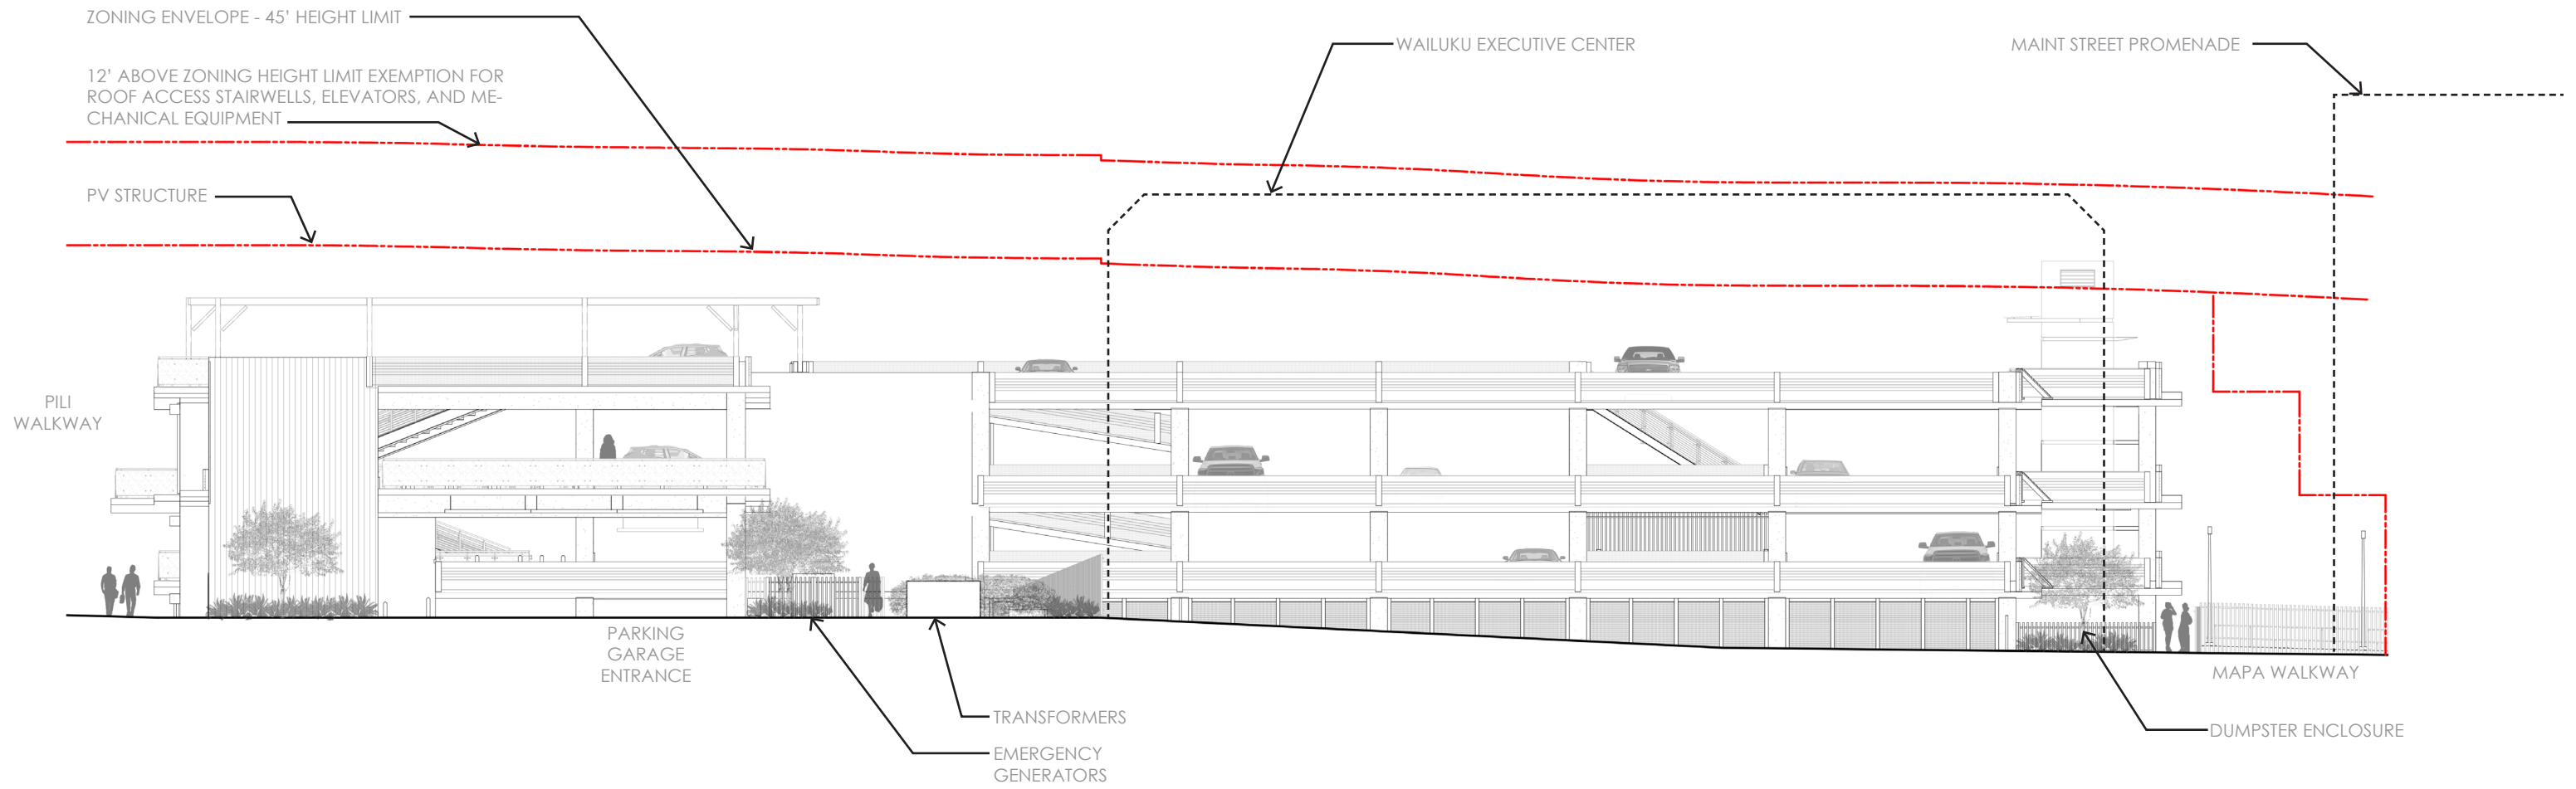 ZONING ENVELOPE - 45' HEIGHT LIMIT
12' ABOVE ZONING HEIGHT LIMIT EXEMPTION FOR
ROOF ACCESS STAIRWELLS, ELEVATORS, AND ME-
CHANICAL EQUIPMENT
PV STRUCTURE
WAILUKU EXECUTIVE CENTER
MAINT STREET PROMENADE
PILI
WALKWAY
PARKING
GARAGE
ENTRANCE
TRANSFORMERS
EMERGENCY
GENERATORS
MAPA WALKWAY
DUMPSTER ENCLOSURE